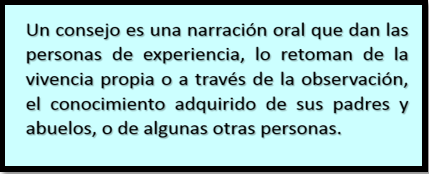 Un consejo es una narración oral que dan las
personas de experiencia, lo retoman de la
vivencia propia o a través de la observación,
el conocimiento adquirido de sus padres y
abuelos, o de algunas otras personas.